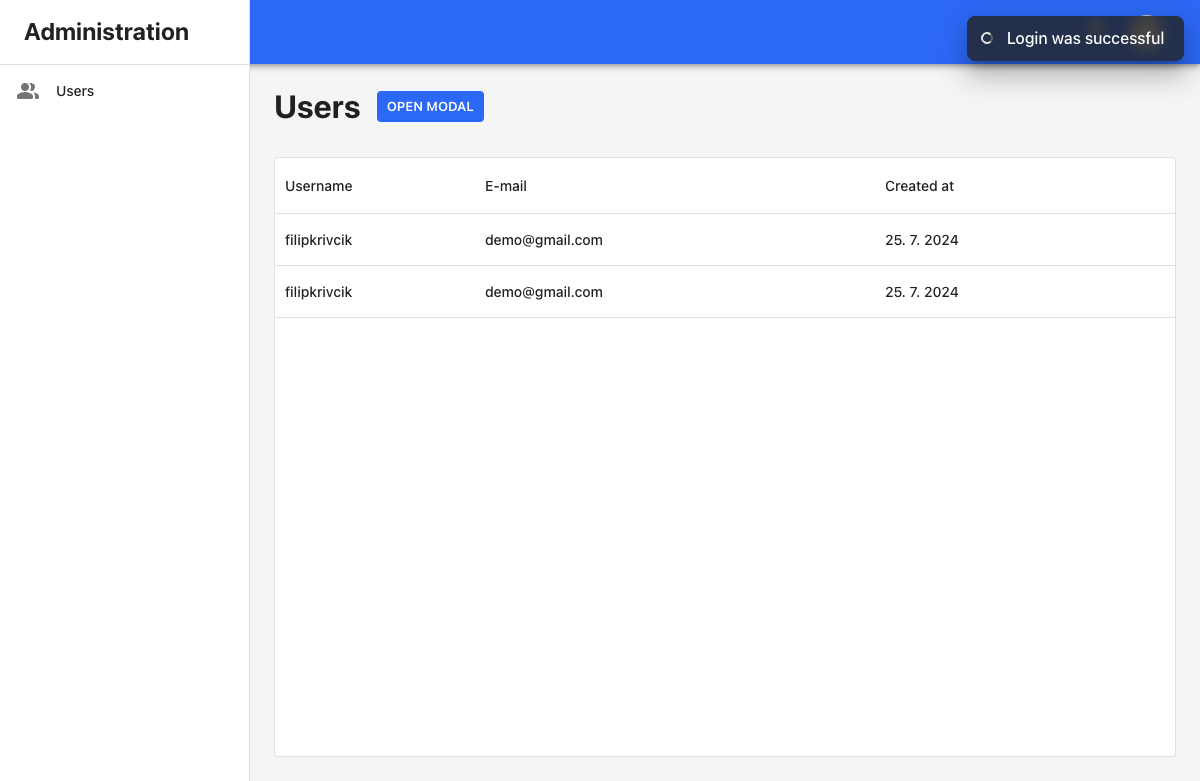 Administration
Login was successful
Users
Users
OPEN MODAL
Username E-mail Created at
filipkrivcik demo@gmail.com 25. 7. 2024
filipkrivcik demo@gmail.com 25. 7. 2024